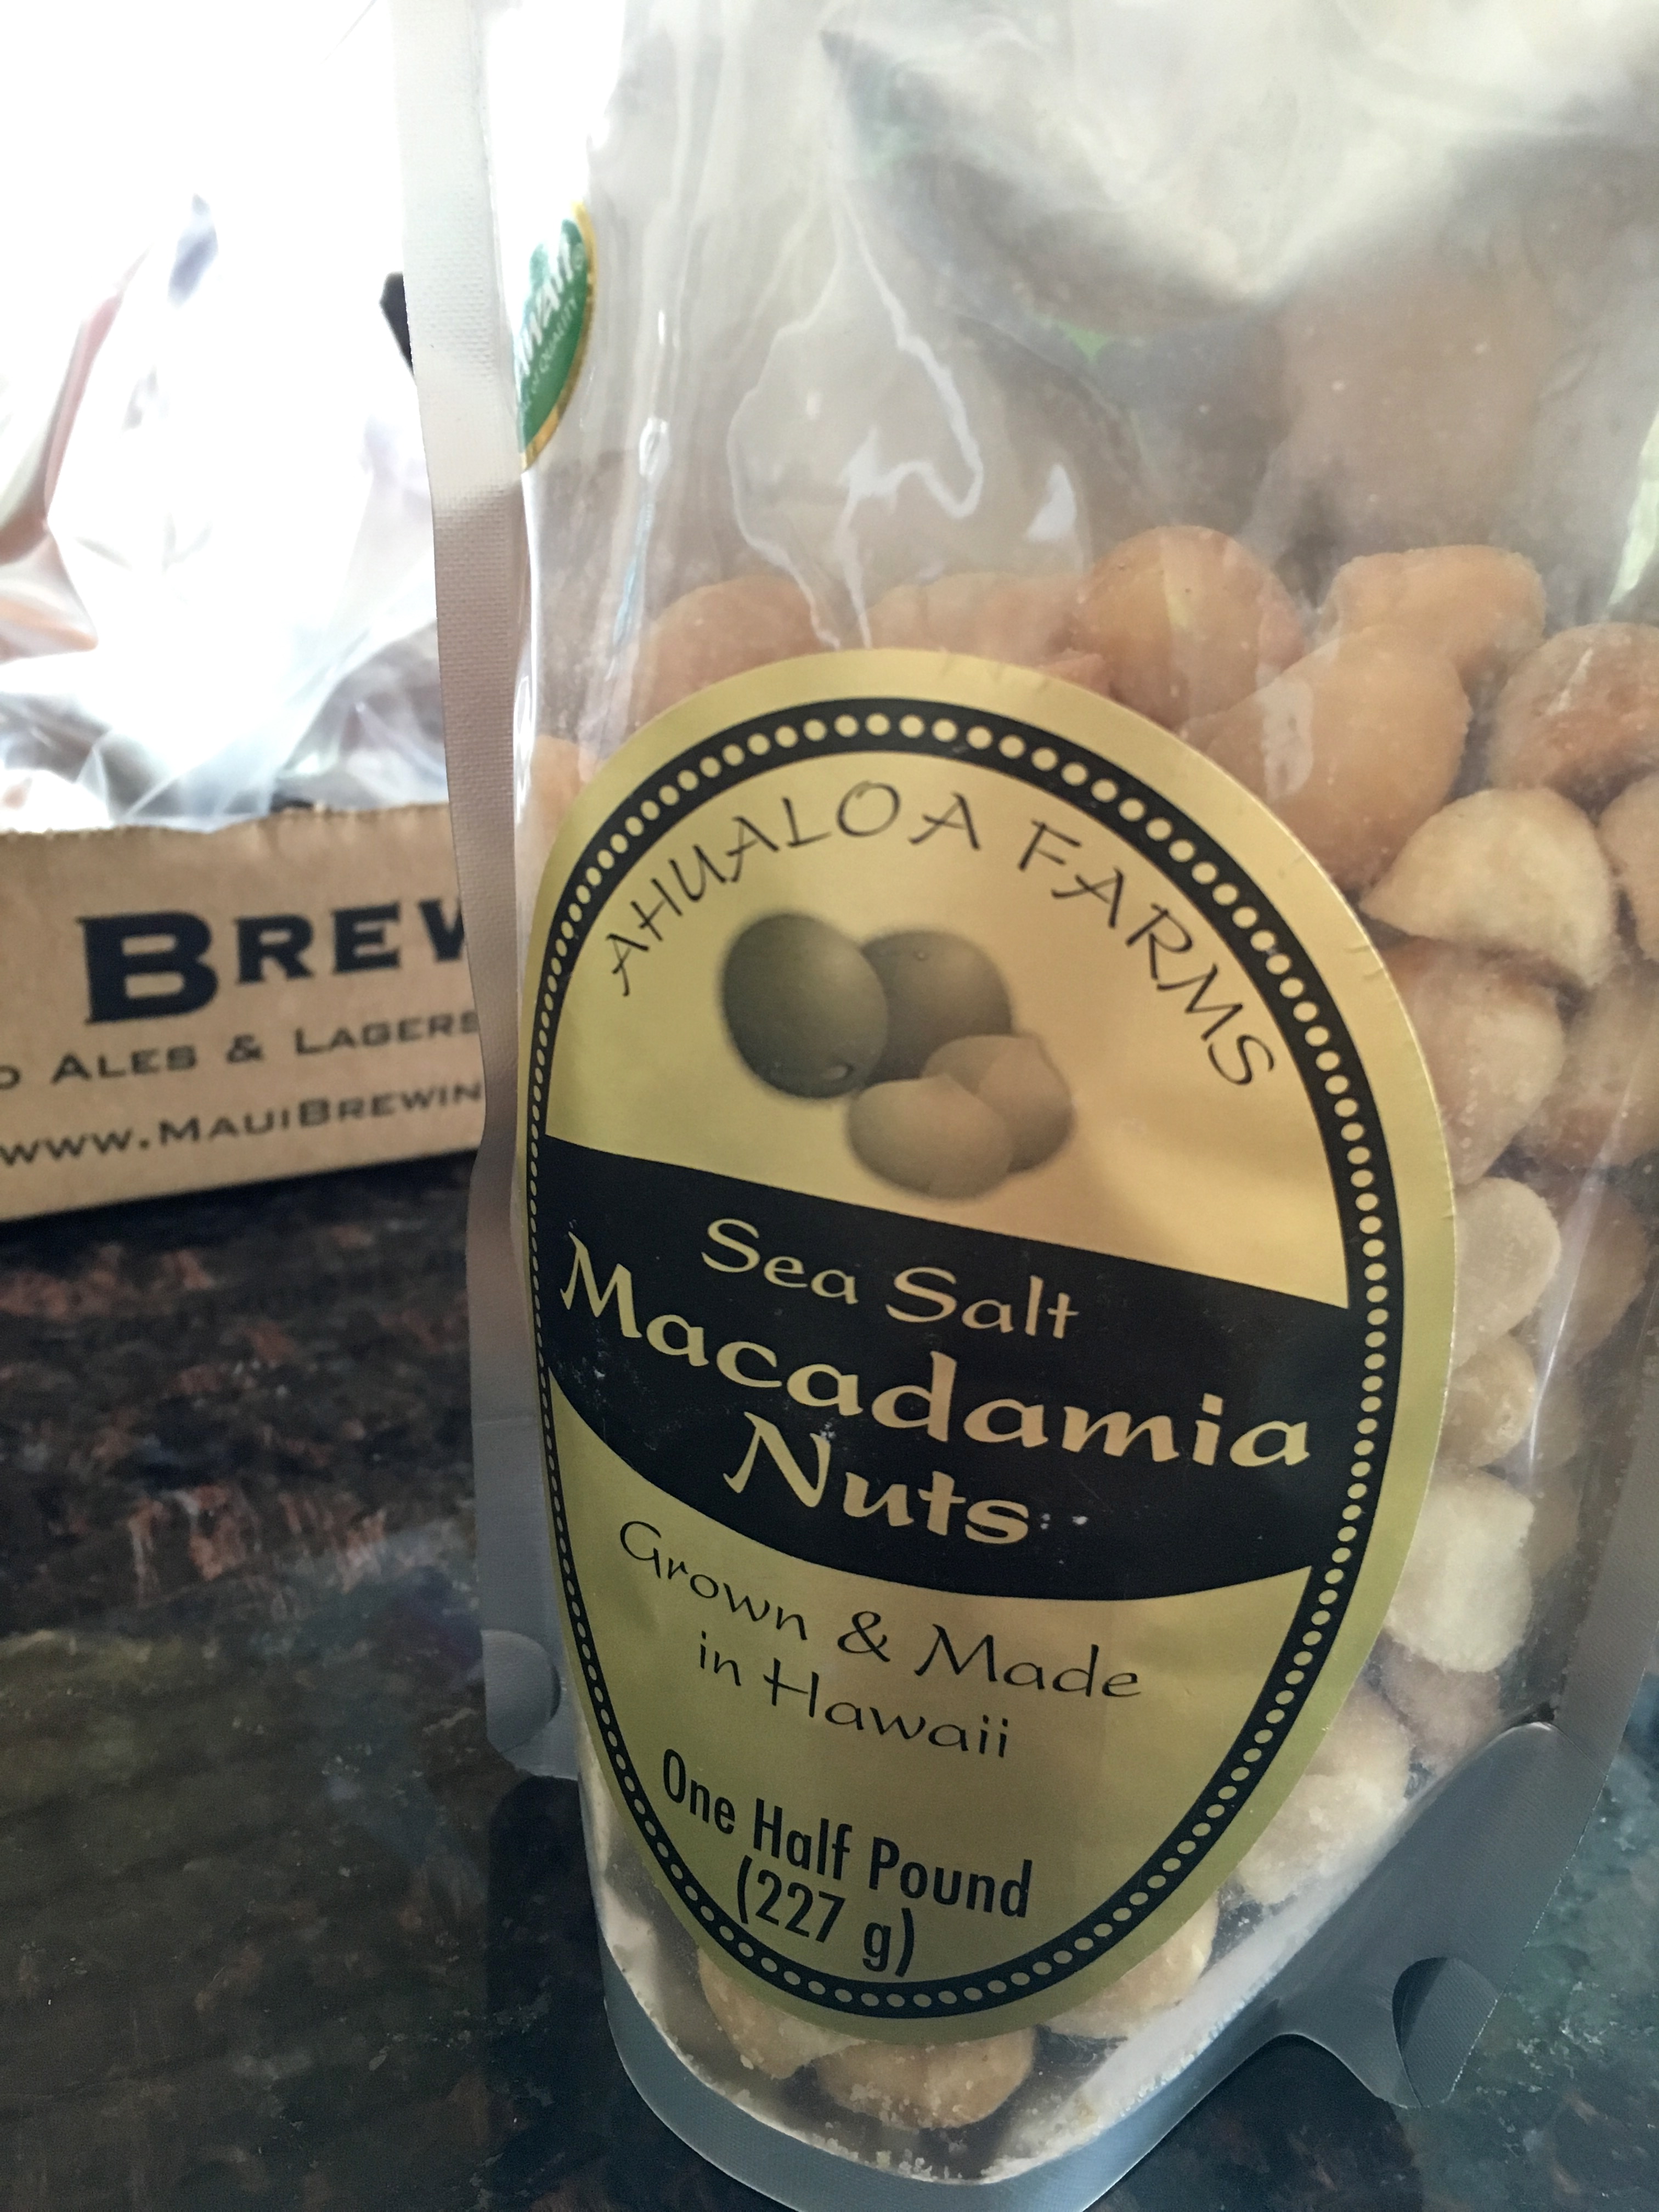 AHUALOA FARMS
Sea Salt
Macadamia
Nuts
Grown & Made
in Hawaii
One Half Pound
(227 g)
BREW
ALES & LAGERS
WWW.MAUIBREWIN
QUALITY